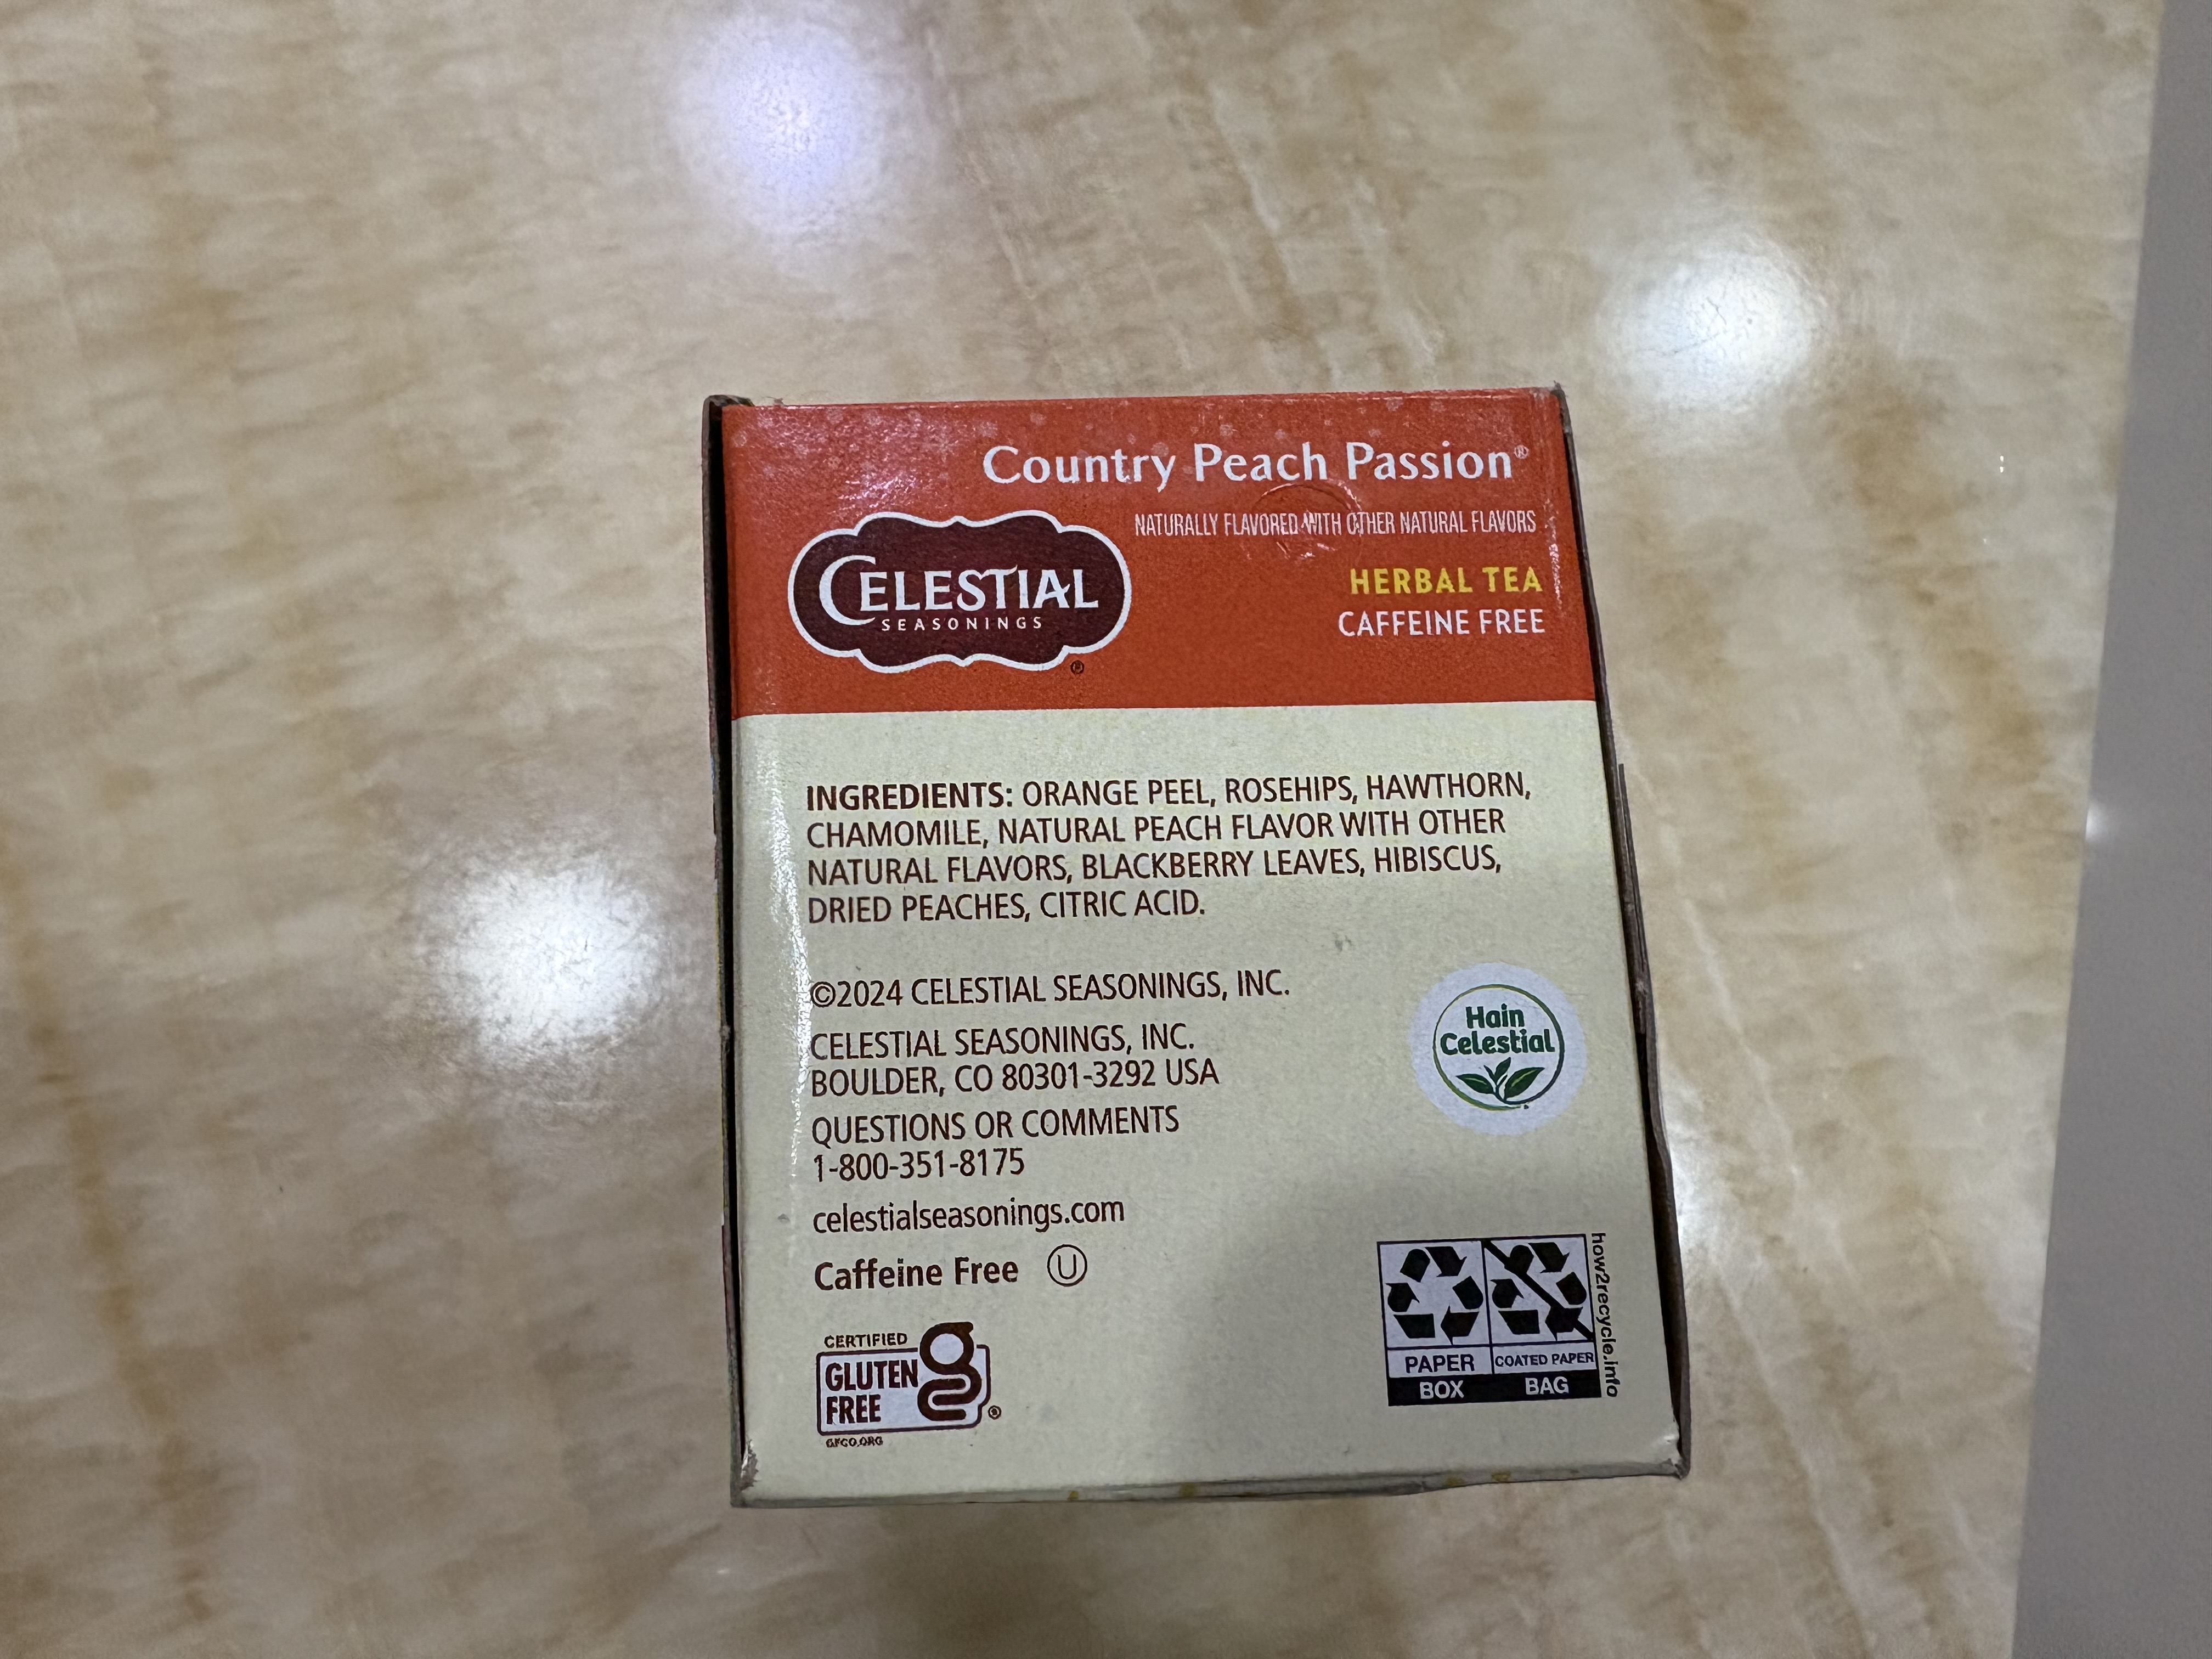 Country Peach Passion®
NATURALLY FLAVORED WITH OTHER NATURAL FLAVORS
CELESTIAL
SEASONINGS
®
HERBAL TEA
CAFFEINE FREE
INGREDIENTS: ORANGE PEEL, ROSEHIPS, HAWTHORN,
CHAMOMILE, NATURAL PEACH FLAVOR WITH OTHER
NATURAL FLAVORS, BLACKBERRY LEAVES, HIBISCUS,
DRIED PEACHES, CITRIC ACID.
©2024 CELESTIAL SEASONINGS, INC.
CELESTIAL SEASONINGS, INC.
BOULDER, CO 80301-3292 USA
QUESTIONS OR COMMENTS
1-800-351-8175
celestialseasonings.com
Caffeine Free Ⓤ
Hain
Celestial
CERTIFIED
GLUTEN
FREE
g
®
GFCO.ORG
PAPER
BOX
COATED PAPER
BAG
how2recycle.info